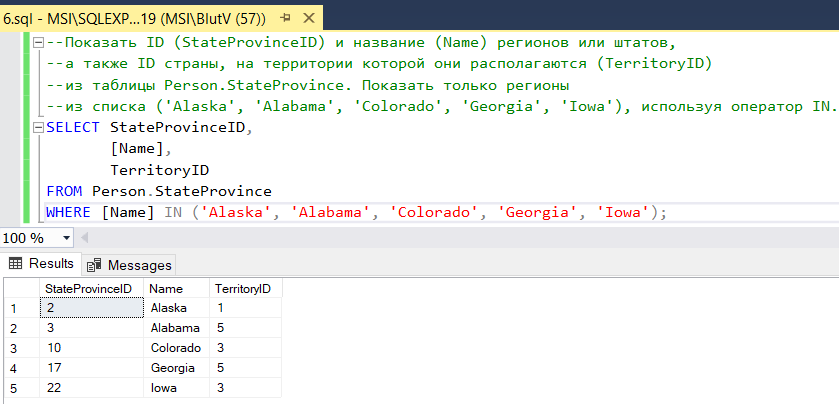 6.sql - MSI\SQLEXP...19 (MSI\BlutV (57))
--Показать ID (StateProvinceID) и название (Name) регионов или штатов,
--а также ID страны, на территории которой они располагаются (TerritoryID)
--из таблицы Person.StateProvince. Показать только регионы
--из списка ('Alaska', 'Alabama', 'Colorado', 'Georgia', 'Iowa'), используя оператор IN.
SELECT StateProvinceID,
[Name],
TerritoryID
FROM Person.StateProvince
WHERE [Name] IN ('Alaska', 'Alabama', 'Colorado', 'Georgia', 'Iowa');
100 %
Results Messages
StateProvinceID Name TerritoryID
1 2 Alaska 1
2 3 Alabama 5
3 10 Colorado 3
4 17 Georgia 5
5 22 Iowa 3